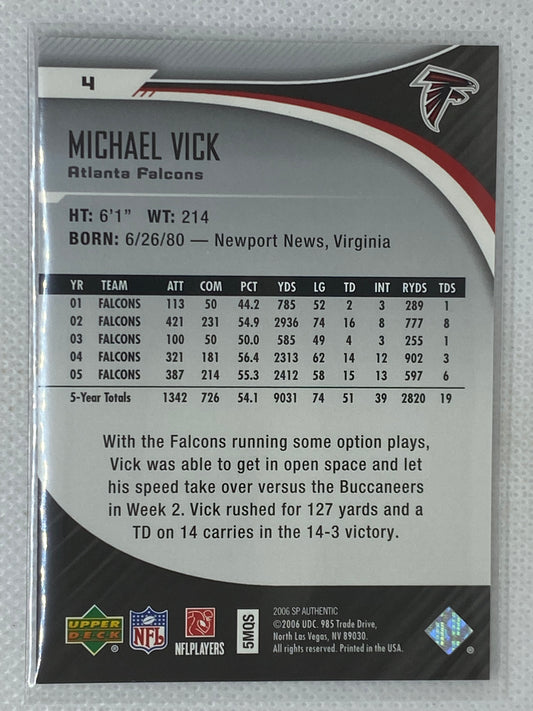 4
MICHAEL VICK
Atlanta Falcons
HT: 6'1" WT: 214
BORN: 6/26/80 — Newport News, Virginia
YR TEAM ATT COM PCT YDS LG TD INT RYDS TDS
01 FALCONS 113 50 44.2 785 52 2 3 289 1
02 FALCONS 421 231 54.9 2936 74 16 8 777 8
03 FALCONS 100 50 50.0 585 49 4 3 255 1
04 FALCONS 321 181 56.4 2313 62 14 12 902 3
05 FALCONS 387 214 55.3 2412 58 15 13 597 6
5-Year Totals 1342 726 54.1 9031 74 51 39 2820 19
With the Falcons running some option plays,
Vick was able to get in open space and let
his speed take over versus the Buccaneers
in Week 2. Vick rushed for 127 yards and a
TD on 14 carries in the 14-3 victory.
UPPER
DECK
®
NFL
®
NFLPLAYERS
5MQS
2006 SP AUTHENTIC
©2006 UDC. 985 Trade Drive,
North Las Vegas, NV 89030.
All rights reserved. Printed in the USA.
®